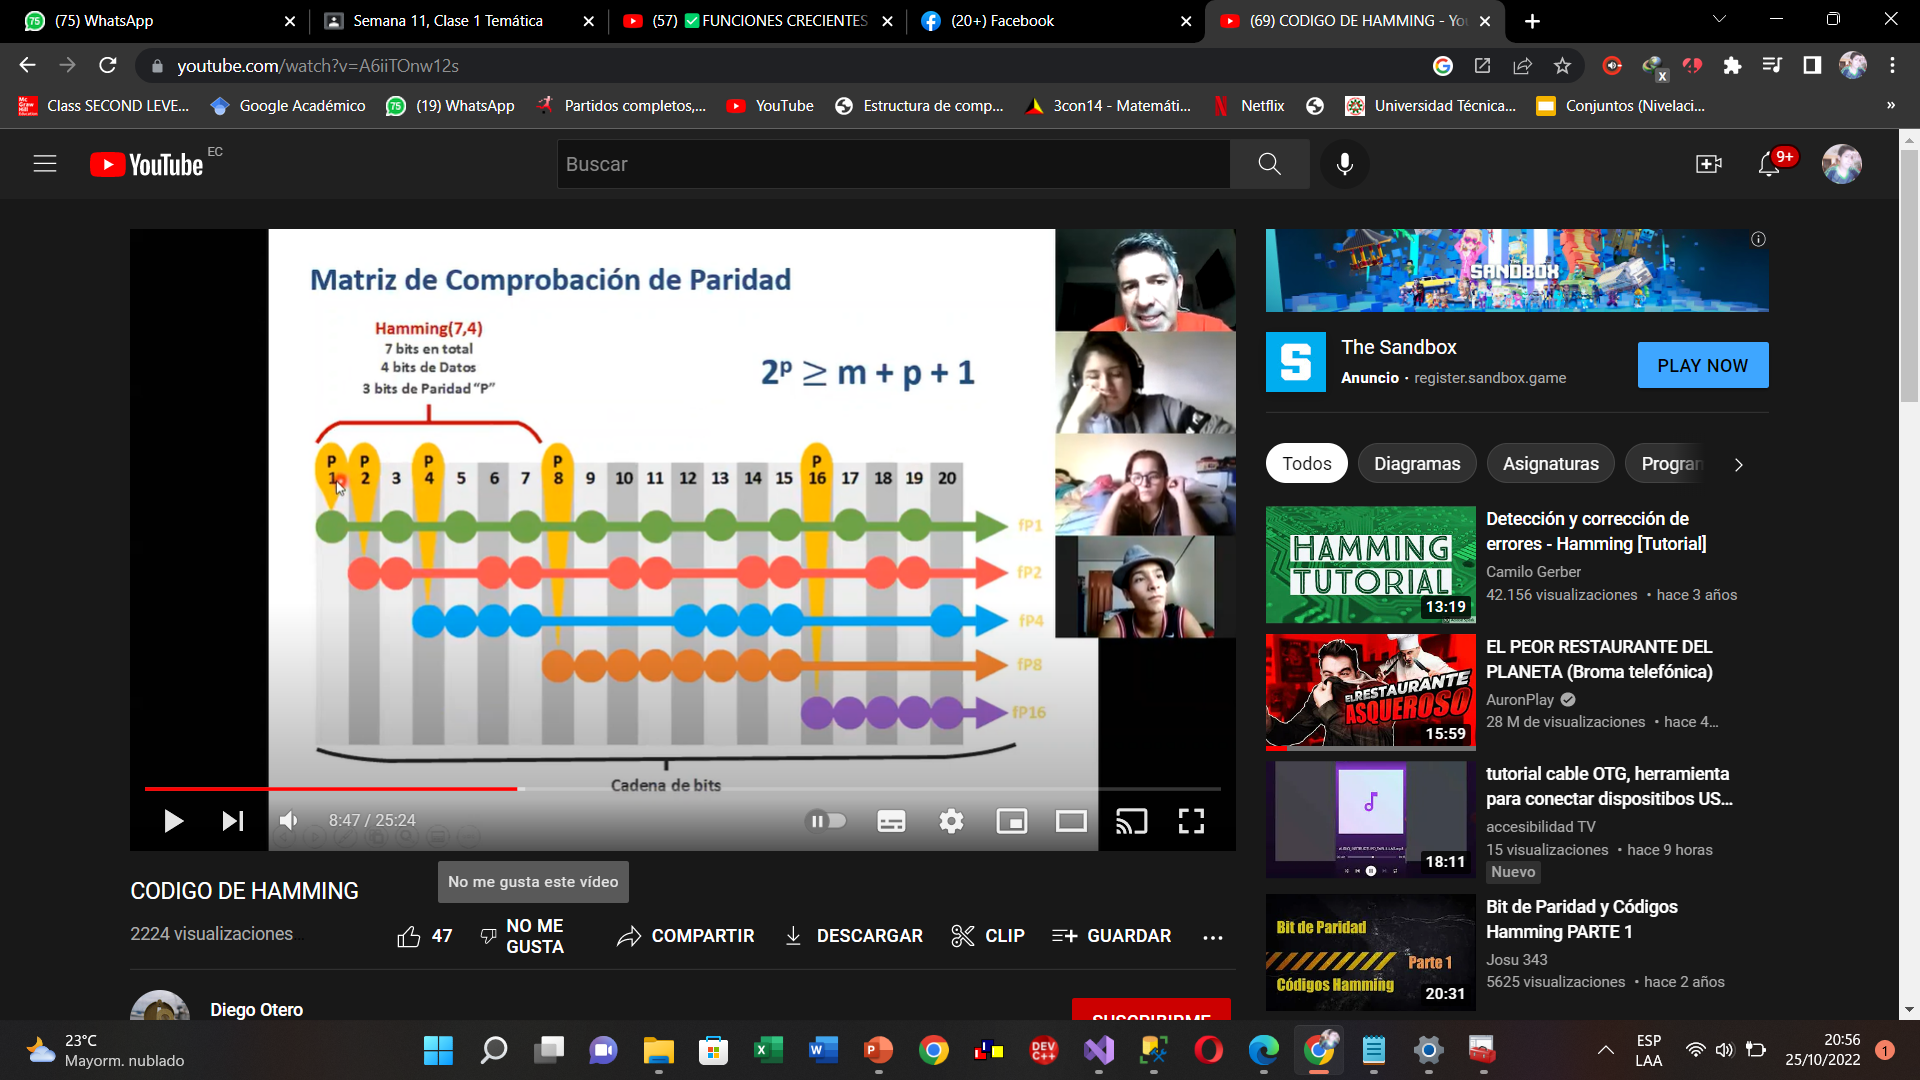 (75) WhatsApp
Semana 11, Clase 1 Temática
(57) ✅FUNCIONES CRECIENTES
(20+) Facebook
(69) CODIGO DE HAMMING - You
youtube.com/watch?v=A6iiTOnw12s
Class SECOND LEVE...
Google Académico
(19) WhatsApp
Partidos completos,...
YouTube
Estructura de comp...
3con14 - Matemáti...
Netflix
Universidad Técnica...
Conjuntos (Nivelaci...
»
YouTube EC
Buscar
9+
Matriz de Comprobación de Paridad
Hamming(7,4)
7 bits en total
4 bits de Datos
3 bits de Paridad “P”
2ᵖ ≥ m + p + 1
P P P P P
1 2 3 4 5 6 7 8 9 10 11 12 13 14 15 16 17 18 19 20
fP1
fP2
fP4
fP8
fP16
Cadena de bits
8:47 / 25:24
No me gusta este vídeo
CODIGO DE HAMMING
2224 visualizaciones
47
NO ME GUSTA
COMPARTIR
DESCARGAR
CLIP
GUARDAR
Diego Otero
SUSCRIBIRME
THE SANDBOX
The Sandbox
Anuncio · register.sandbox.game
PLAY NOW
Todos
Diagramas
Asignaturas
Program
HAMMING
TUTORIAL
13:19
Detección y corrección de
errores - Hamming [Tutorial]
Camilo Gerber
42.156 visualizaciones • hace 3 años
EL RESTAURANTE
ASQUEROSO
15:59
EL PEOR RESTAURANTE DEL
PLANETA (Broma telefónica)
AuronPlay
28 M de visualizaciones • hace 4...
18:11
tutorial cable OTG, herramienta
para conectar dispositibos US...
accesibilidad TV
15 visualizaciones • hace 9 horas
Nuevo
Bit de Paridad
Parte 1
Códigos Hamming
20:31
Bit de Paridad y Códigos
Hamming PARTE 1
Josu 343
5625 visualizaciones • hace 2 años
23°C
Mayorm. nublado
DEV
C++
ESP
LAA
20:56
25/10/2022
1